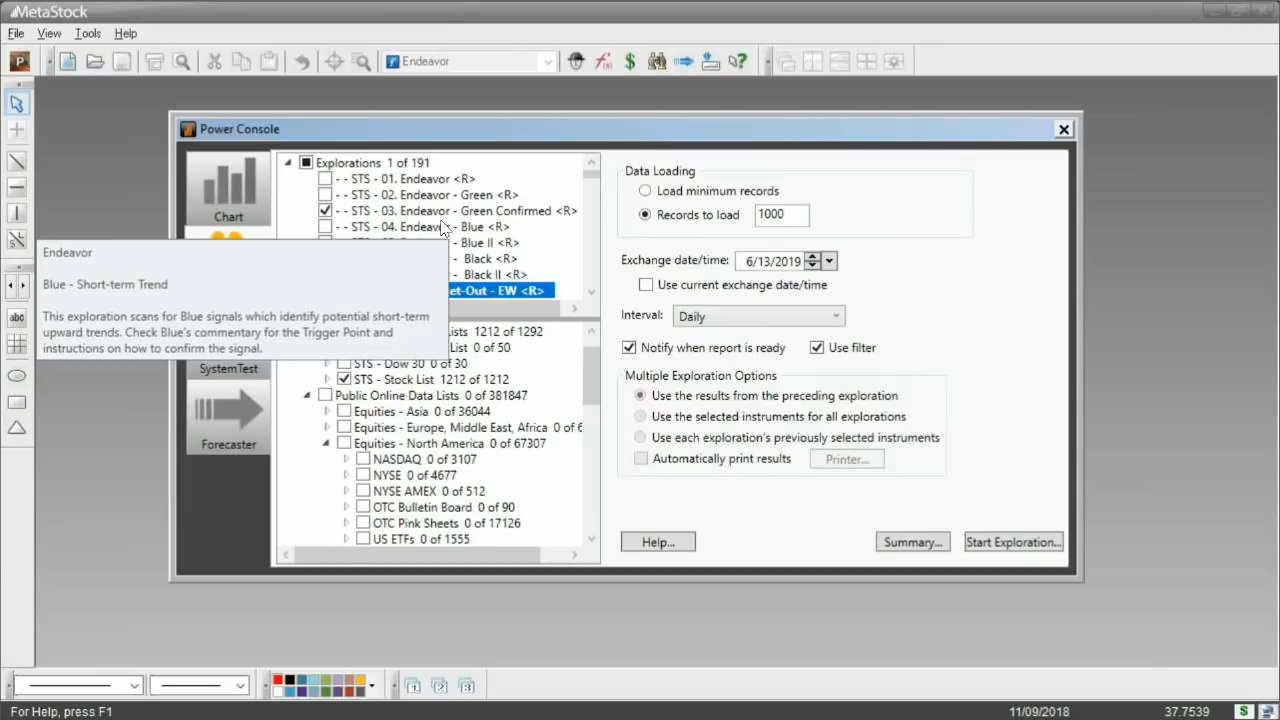 MetaStock
File View Tools Help
P
Endeavor
Power Console
Chart
Explorations 1 of 191
- - STS - 01. Endeavor <R>
- - STS - 02. Endeavor - Green <R>
- - STS - 03. Endeavor - Green Confirmed <R>
- - STS - 04. Endeavor - Blue <R>
- Blue II <R>
- Black <R>
- Black II <R>
et-Out - EW <R>
Endeavor
Blue - Short-term Trend
This exploration scans for Blue signals which identify potential short-term
upward trends. Check Blue's commentary for the Trigger Point and
instructions on how to confirm the signal.
SystemTest
Forecaster
ists 1212 of 1292
List 0 of 50
STS - Dow 30 0 of 30
STS - Stock List 1212 of 1212
Public Online Data Lists 0 of 381847
Equities - Asia 0 of 36044
Equities - Europe, Middle East, Africa 0 of 6
Equities - North America 0 of 67307
NASDAQ 0 of 3107
NYSE 0 of 4677
NYSE AMEX 0 of 512
OTC Bulletin Board 0 of 90
OTC Pink Sheets 0 of 17126
US ETFs 0 of 1555
Data Loading
Load minimum records
Records to load 1000
Exchange date/time: 6/13/2019
Use current exchange date/time
Interval: Daily
Notify when report is ready Use filter
Multiple Exploration Options
Use the results from the preceding exploration
Use the selected instruments for all explorations
Use each exploration's previously selected instruments
Automatically print results Printer...
Help... Summary... Start Exploration...
abc
1 2 3
For Help, press F1 11/09/2018 37.7539 $